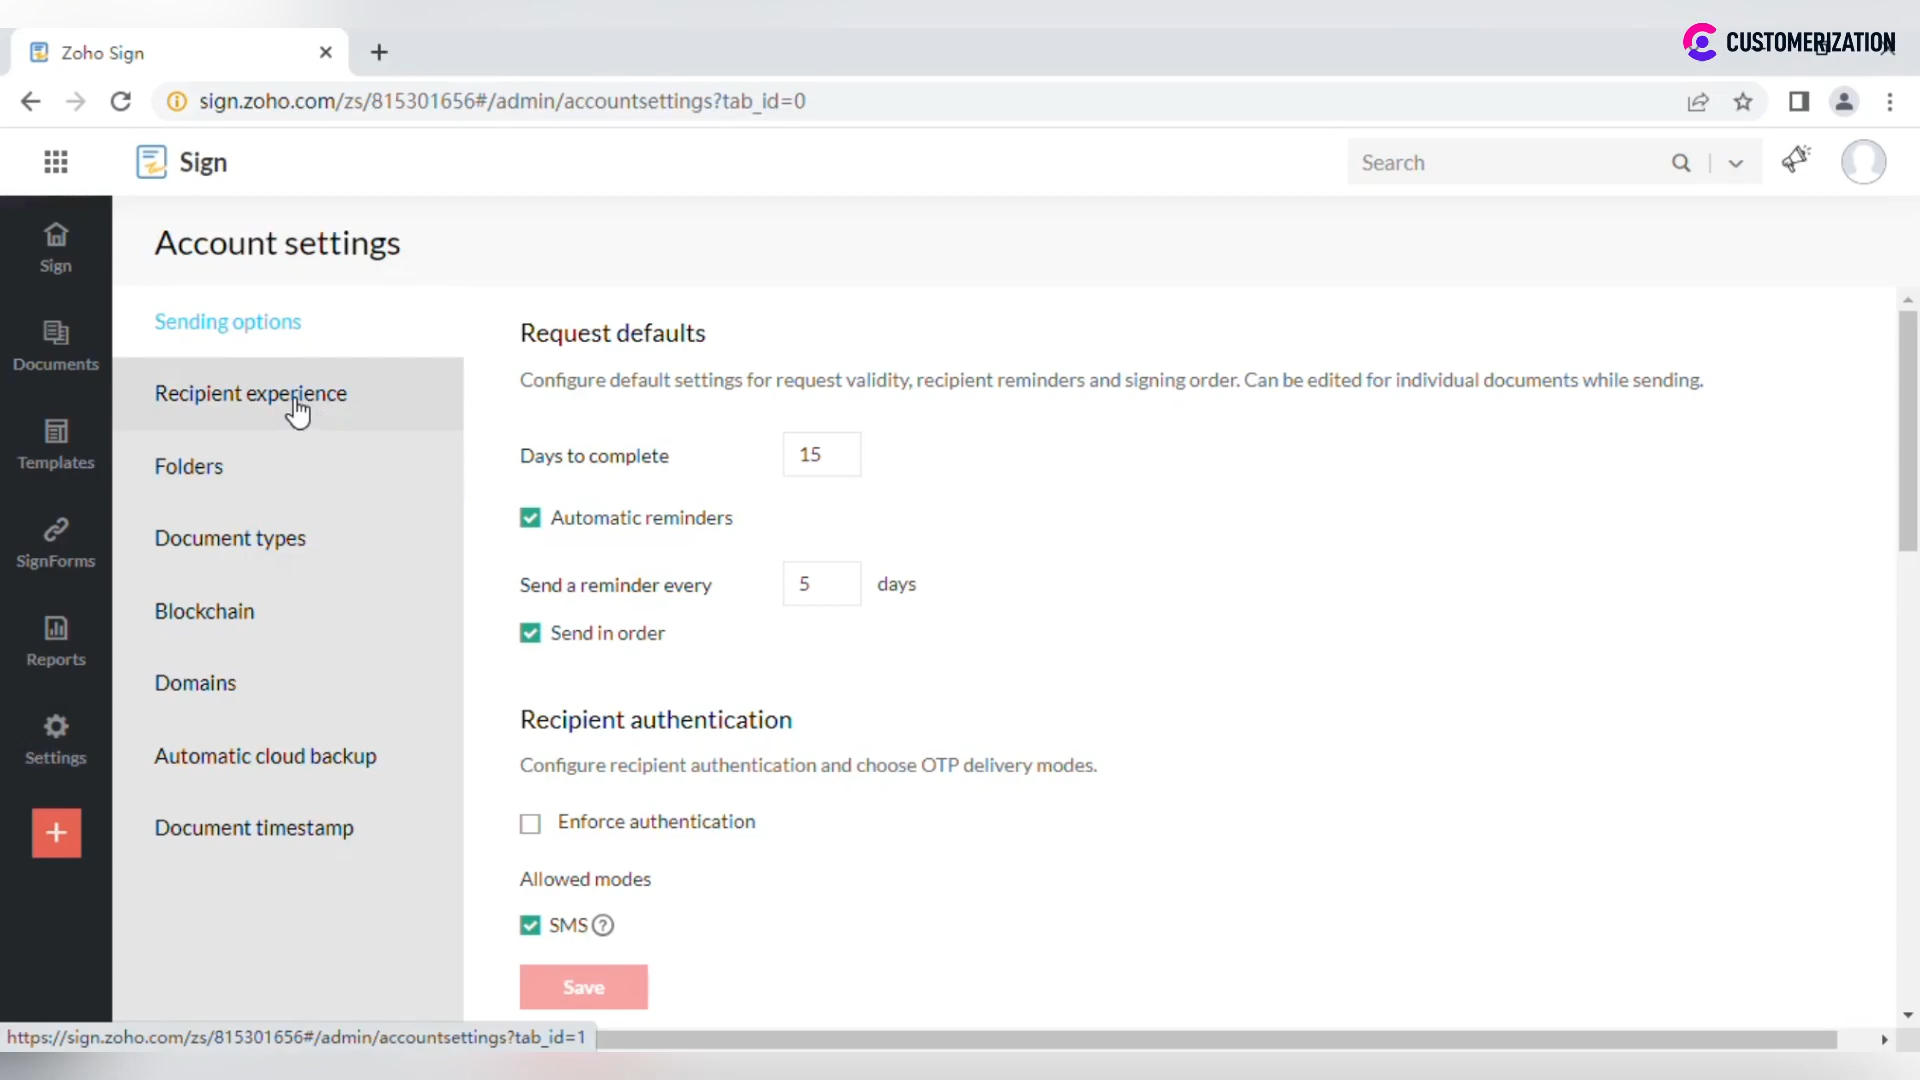 Zoho Sign
CUSTOMERIZATION
sign.zoho.com/zs/815301656#/admin/accountsettings?tab_id=0
Sign
Search
Sign
Documents
Templates
SignForms
Reports
Settings
Account settings
Sending options
Recipient experience
Folders
Document types
Blockchain
Domains
Automatic cloud backup
Document timestamp
Request defaults
Configure default settings for request validity, recipient reminders and signing order. Can be edited for individual documents while sending.
Days to complete 15
Automatic reminders
Send a reminder every 5 days
Send in order
Recipient authentication
Configure recipient authentication and choose OTP delivery modes.
Enforce authentication
Allowed modes
SMS
Save
https://sign.zoho.com/zs/815301656#/admin/accountsettings?tab_id=1